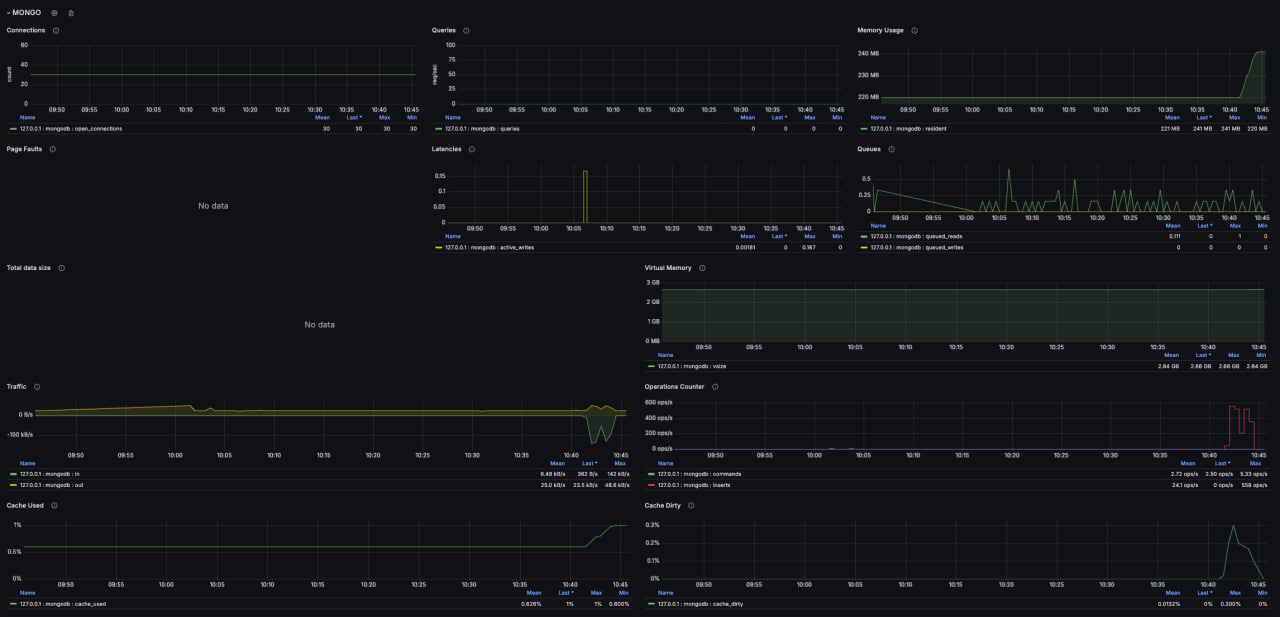 MONGO
Connections
60
40
20
0
count
09:50 09:55 10:00 10:05 10:10 10:15 10:20 10:25 10:30 10:35 10:40 10:45
Name Mean Last * Max Min
127.0.0.1 : mongodb : open_connections 30 30 30 30
Queries
100
75
50
25
0
req/sec
09:50 09:55 10:00 10:05 10:10 10:15 10:20 10:25 10:30 10:35 10:40 10:45
Name Mean Last * Max Min
127.0.0.1 : mongodb : queries 0 0 0 0
Memory Usage
240 MB
230 MB
220 MB
09:50 09:55 10:00 10:05 10:10 10:15 10:20 10:25 10:30 10:35 10:40 10:45
Name Mean Last * Max Min
127.0.0.1 : mongodb : resident 221 MB 241 MB 241 MB 220 MB
Page Faults
No data
Latencies
0.15
0.1
0.05
0
09:50 09:55 10:00 10:05 10:10 10:15 10:20 10:25 10:30 10:35 10:40 10:45
Name Mean Last * Max Min
127.0.0.1 : mongodb : active_writes 0.00181 0 0.167 0
Queues
0.5
0.25
0
09:50 09:55 10:00 10:05 10:10 10:15 10:20 10:25 10:30 10:35 10:40 10:45
Name Mean Last * Max Min
127.0.0.1 : mongodb : queued_reads 0.111 0 1 0
127.0.0.1 : mongodb : queued_writes 0 0 0 0
Total data size
No data
Virtual Memory
3 GB
2 GB
1 GB
0 MB
09:50 09:55 10:00 10:05 10:10 10:15 10:20 10:25 10:30 10:35 10:40 10:45
Name Mean Last * Max Min
127.0.0.1 : mongodb : vsize 2.64 GB 2.66 GB 2.66 GB 2.64 GB
Traffic
0 B/s
-100 kB/s
09:50 09:55 10:00 10:05 10:10 10:15 10:20 10:25 10:30 10:35 10:40 10:45
Name Mean Last * Max
127.0.0.1 : mongodb : in 6.48 kB/s 362 B/s 142 kB/s
127.0.0.1 : mongodb : out 25.0 kB/s 23.5 kB/s 48.6 kB/s
Operations Counter
600 ops/s
400 ops/s
200 ops/s
0 ops/s
09:50 09:55 10:00 10:05 10:10 10:15 10:20 10:25 10:30 10:35 10:40 10:45
Name Mean Last * Max
127.0.0.1 : mongodb : commands 2.72 ops/s 2.50 ops/s 5.33 ops/s
127.0.0.1 : mongodb : inserts 24.1 ops/s 0 ops/s 558 ops/s
Cache Used
1%
0.5%
0%
09:50 09:55 10:00 10:05 10:10 10:15 10:20 10:25 10:30 10:35 10:40 10:45
Name Mean Last * Max Min
127.0.0.1 : mongodb : cache_used 0.626% 1% 1% 0.600%
Cache Dirty
0.3%
0.2%
0.1%
0%
09:50 09:55 10:00 10:05 10:10 10:15 10:20 10:25 10:30 10:35 10:40 10:45
Name Mean Last * Max Min
127.0.0.1 : mongodb : cache_dirty 0.0132% 0% 0.300% 0%